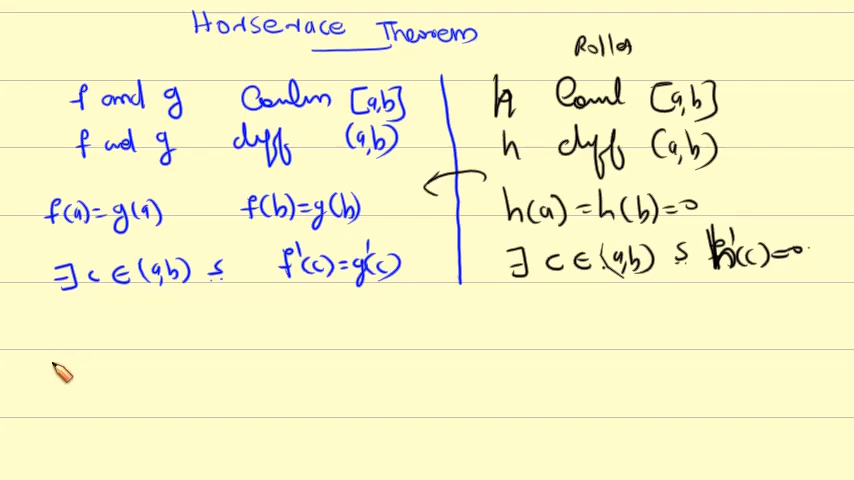 Horserace Theorem
f and g Contin [a,b]
f and g diff (a,b)
f(a)=g(a) f(b)=g(b)
∃ c ∈ (a,b) s f'(c)=g'(c)
Rolles
h Cont [a,b]
h diff (a,b)
h(a)=h(b)=0
∃ c ∈ (a,b) s h'(c)=0